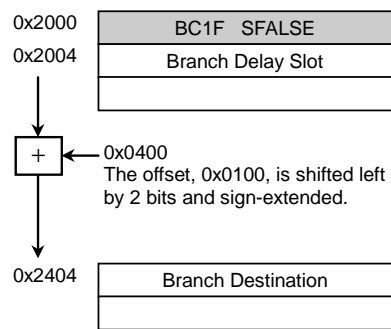 0x2000 BC1F SFALSE
0x2004 Branch Delay Slot
+ 0x0400
The offset, 0x0100, is shifted left
by 2 bits and sign-extended.
0x2404 Branch Destination